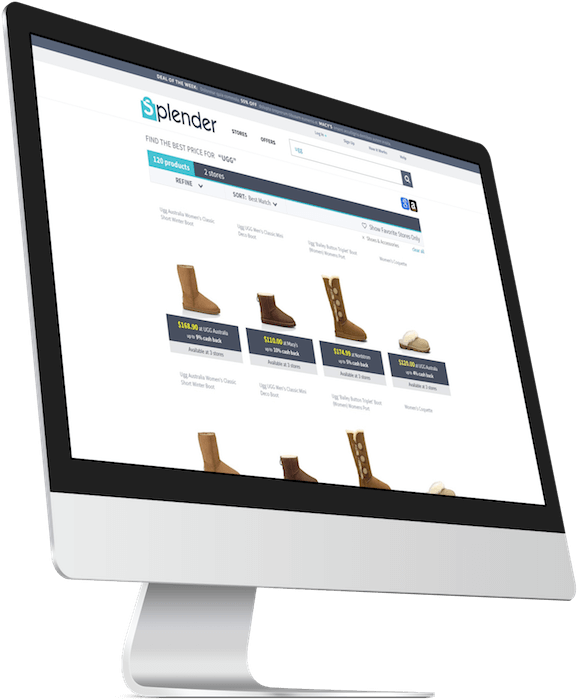 DEAL OF THE WEEK:
50% OFF
MACY'S
Splender
STORES
OFFERS
Log In
Sign Up
How It Works
Help
UGG
FIND THE BEST PRICE FOR "UGG"
120 products
2 stores
REFINE
SORT: Best Match
Show Favorite Stores Only
Shoes & Accessories
clear all
Ugg Australia Women's Classic
Short Winter Boot
Ugg UGG Men's Classic Mini
Deco Boot
Ugg 'Bailey Button Triplet' Boot
(Women) Womens Port
Women's Coquette
$168.90 at UGG Australia
up to 9% cash back
Available at 3 stores
$110.00 at Macy's
up to 10% cash back
Available at 3 stores
$174.99 at Nordstrom
up to 5% cash back
Available at 3 stores
$120.00 at UGG Australia
up to 4% cash back
Available at 3 stores
Ugg Australia Women's Classic
Short Winter Boot
Ugg UGG Men's Classic Mini
Deco Boot
Ugg 'Bailey Button Triplet' Boot
(Women) Womens Port
Women's Coquette